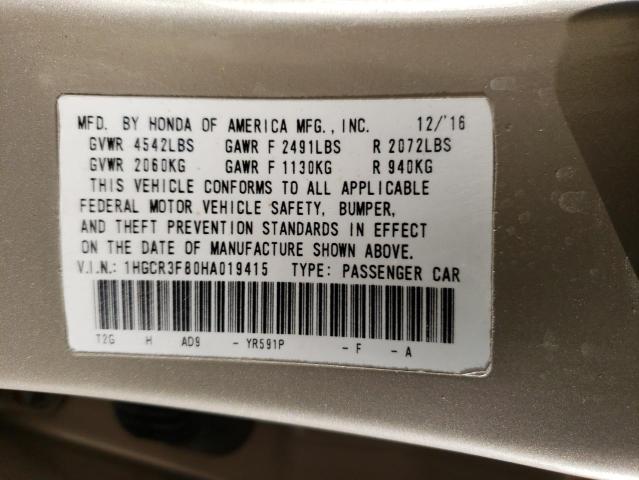 MFD. BY HONDA OF AMERICA MFG., INC. 12/'16
GVWR 4542LBS GAWR F 2491LBS R 2072LBS
GVWR 2060KG GAWR F 1130KG R 940KG
THIS VEHICLE CONFORMS TO ALL APPLICABLE
FEDERAL MOTOR VEHICLE SAFETY, BUMPER,
AND THEFT PREVENTION STANDARDS IN EFFECT
ON THE DATE OF MANUFACTURE SHOWN ABOVE.
V.I.N.: 1HGCR3F80HA019415 TYPE: PASSENGER CAR
T2G H AD9 - YR591P - F - A